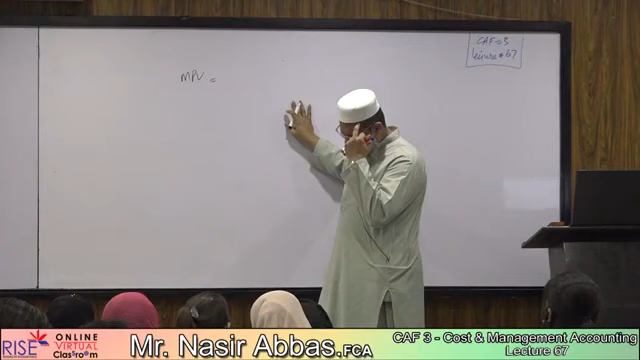 CAF-3
Lecture # 67
MPV =
RISE
ONLINE
VIRTUAL
Classroom
Mr. Nasir Abbas.FCA
CAF 3 - Cost & Management Accounting
Lecture 67